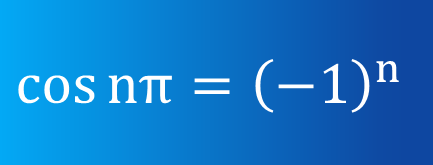 cos nπ = (−1)ⁿ